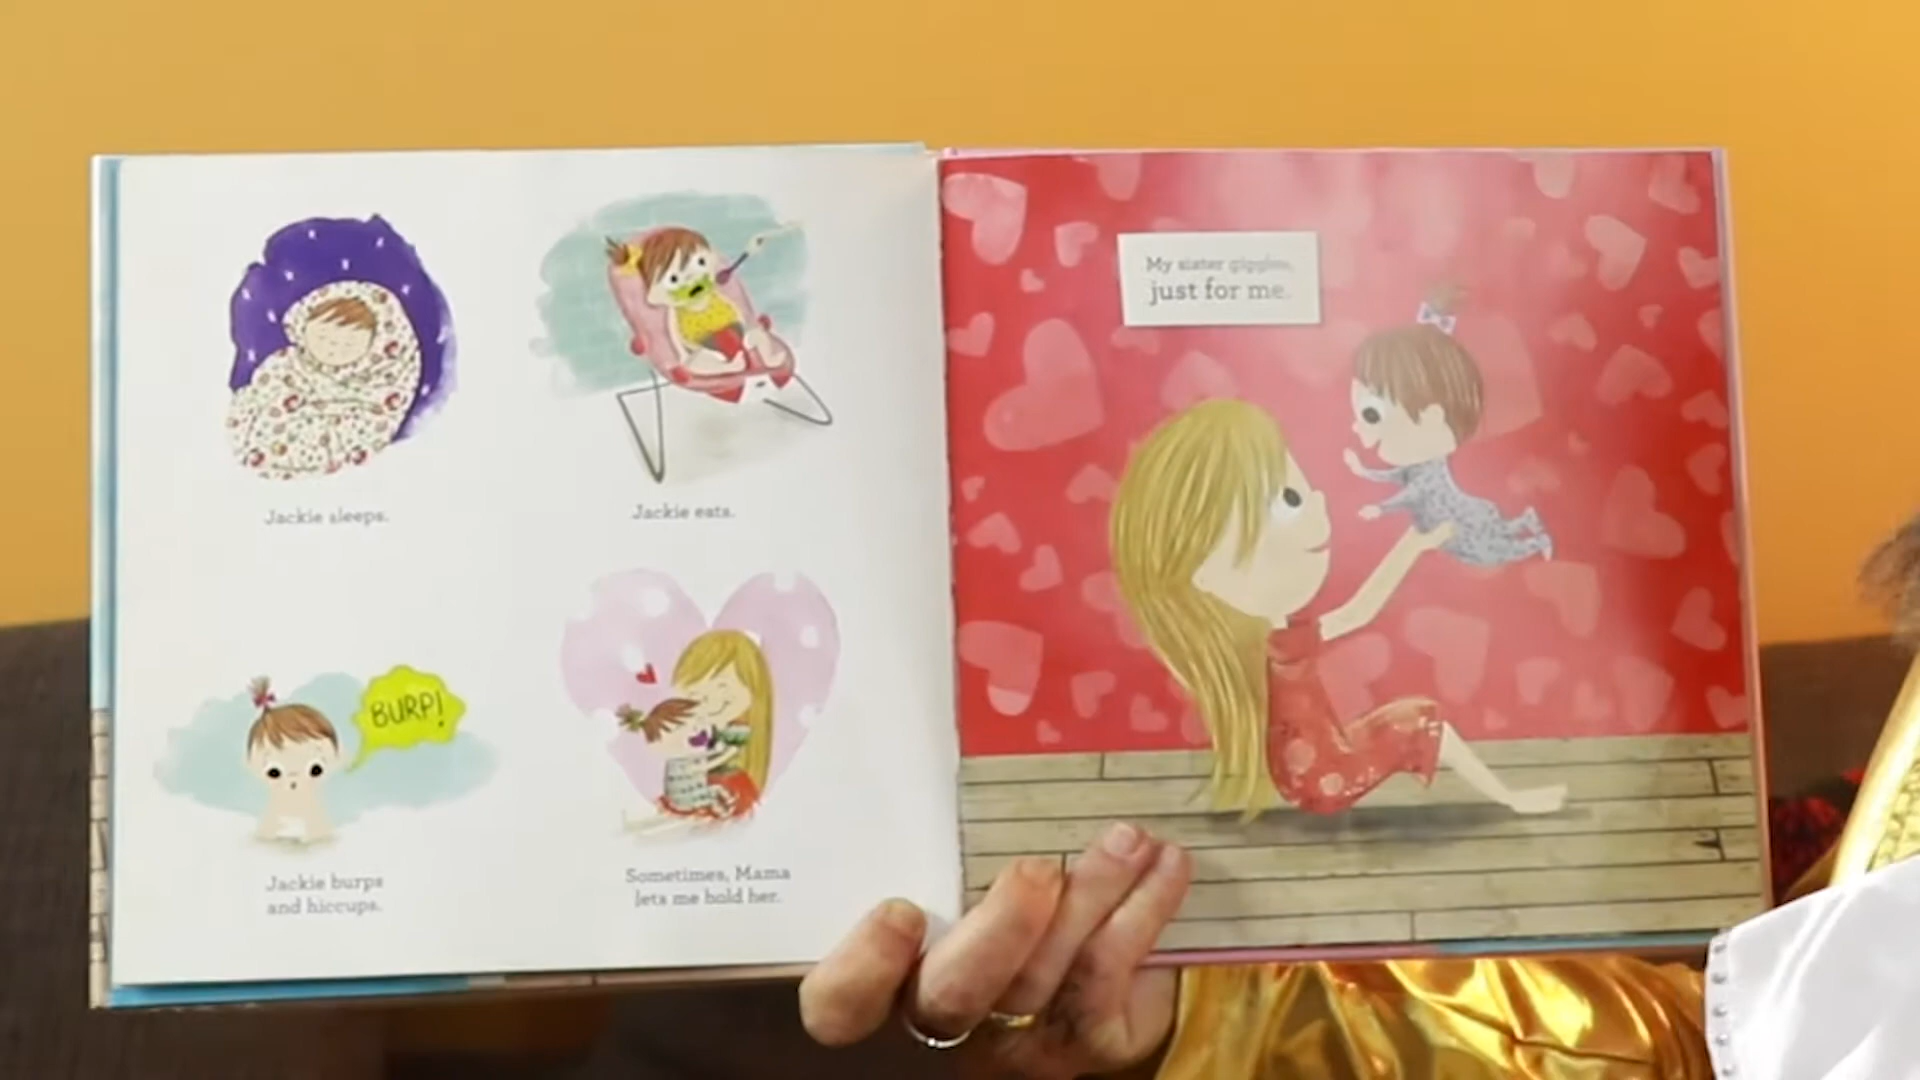 Jackie sleeps.
Jackie eats.
BURP!
Jackie burps
and hiccups.
Sometimes, Mama
lets me hold her.
My sister giggles,
just for me.